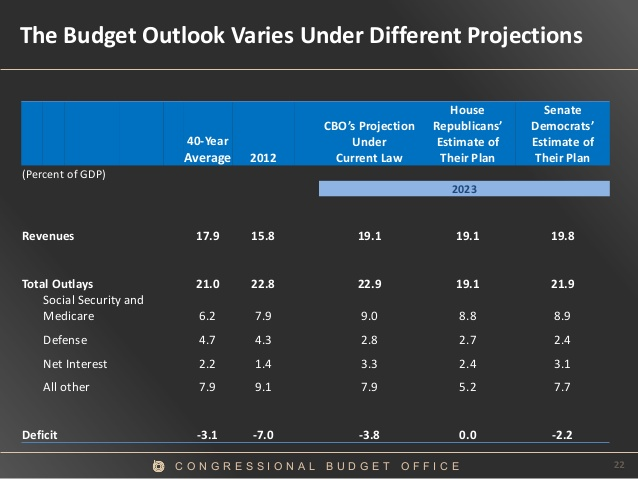 The Budget Outlook Varies Under Different Projections
40-Year Average 2012 CBO's Projection Under Current Law House Republicans' Estimate of Their Plan Senate Democrats' Estimate of Their Plan
(Percent of GDP)
2023
Revenues 17.9 15.8 19.1 19.1 19.8
Total Outlays 21.0 22.8 22.9 19.1 21.9
Social Security and
Medicare 6.2 7.9 9.0 8.8 8.9
Defense 4.7 4.3 2.8 2.7 2.4
Net Interest 2.2 1.4 3.3 2.4 3.1
All other 7.9 9.1 7.9 5.2 7.7
Deficit -3.1 -7.0 -3.8 0.0 -2.2
CONGRESSIONAL BUDGET OFFICE 22